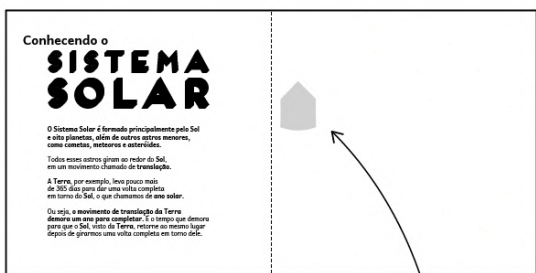 Conhecendo o
SISTEMA
SOLAR
O Sistema Solar é formado principalmente pelo Sol
e oito planetas, além de outros astros menores,
como cometas, meteoros e asteróides.
Todos esses astros giram ao redor do Sol,
em um movimento chamado de translação.
A Terra, por exemplo, leva pouco mais
de 365 dias para dar uma volta completa
em torno do Sol, o que chamamos de ano solar.
Ou seja, o movimento de translação da Terra
demora um ano para completar. É o tempo que demora
para que o Sol, visto da Terra, retorne ao mesmo lugar
depois de girarmos uma volta completa em torno dele.